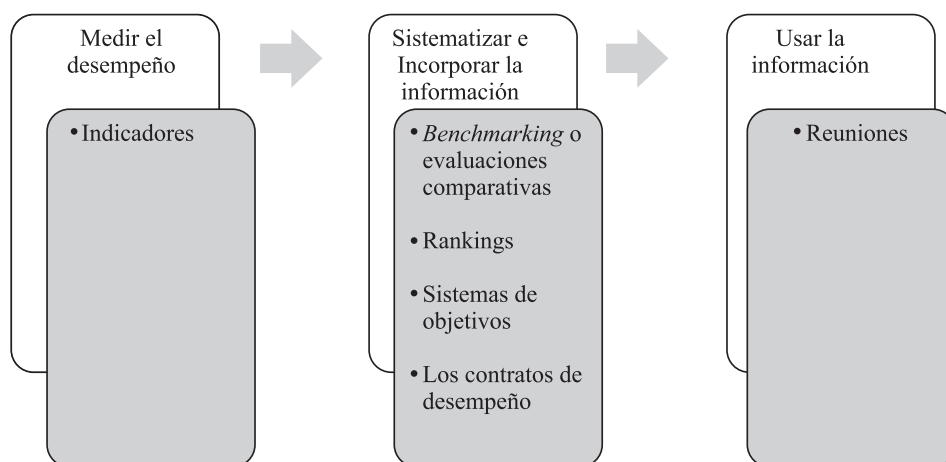 Medir el
desempeño
• Indicadores
Sistematizar e
Incorporar la
información
• Benchmarking o
evaluaciones
comparativas
• Rankings
• Sistemas de
objetivos
• Los contratos de
desempeño
Usar la
información
• Reuniones